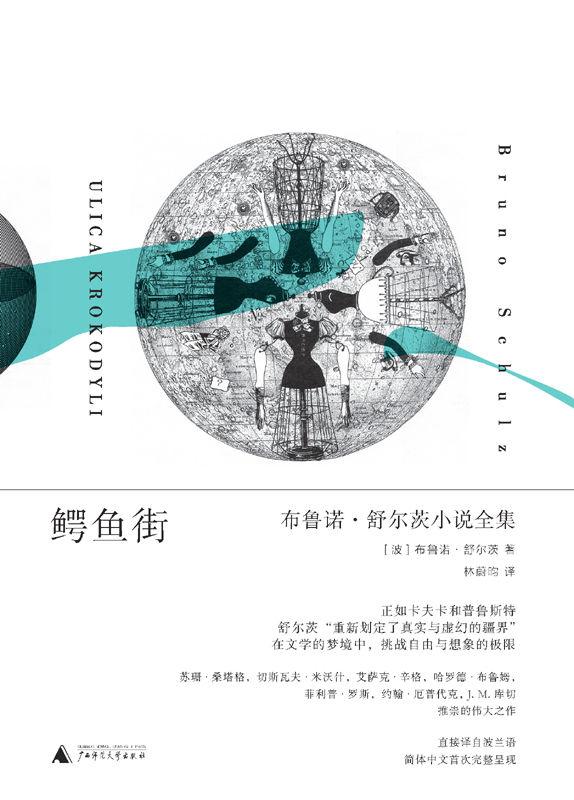 ULICA KROKODYLI
Bruno Schulz
鳄鱼街
布鲁诺·舒尔茨小说全集
[波] 布鲁诺·舒尔茨 著
林蔚昀 译
正如卡夫卡和普鲁斯特
舒尔茨“重新划定了真实与虚幻的疆界”
在文学的梦境中，挑战自由与想象的极限
苏珊·桑塔格，切斯瓦夫·米沃什，艾萨克·辛格，哈罗德·布鲁姆，
菲利普·罗斯，约翰·厄普代克，J. M. 库切
推崇的伟大之作
广西师范大学出版社
直接译自波兰语
简体中文首次完整呈现